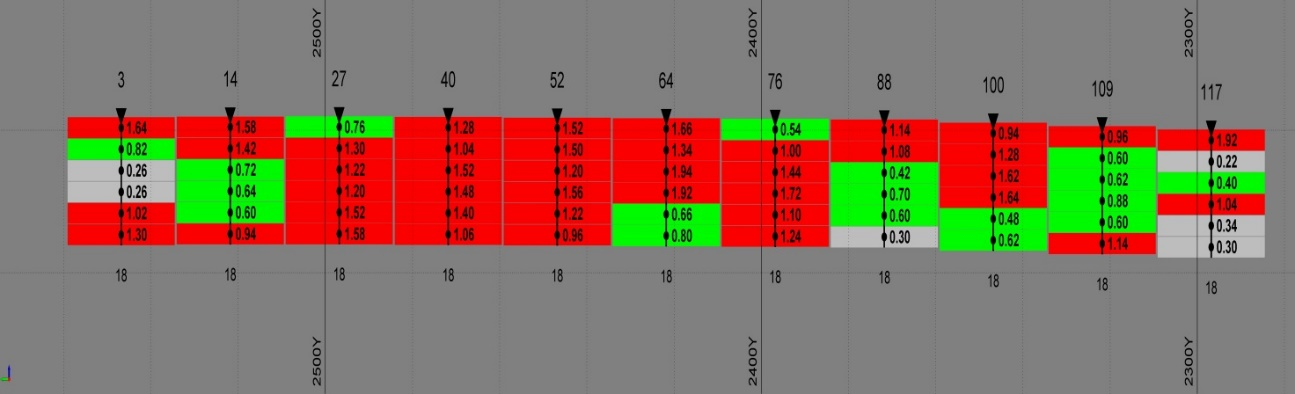 2500Y 2400Y 2300Y
3 14 27 40 52 64 76 88 100 109 117
1.64 1.58 0.76 1.28 1.52 1.66 0.54 1.14 0.94 0.96 1.92
0.82 1.42 1.30 1.04 1.50 1.34 1.00 1.08 1.28 0.60 0.22
0.26 0.72 1.22 1.52 1.20 1.94 1.44 0.42 1.62 0.62 0.40
0.26 0.64 1.20 1.48 1.56 1.92 1.72 0.70 1.64 0.88 1.04
1.02 0.60 1.52 1.40 1.22 0.66 1.10 0.60 0.48 0.60 0.34
1.30 0.94 1.58 1.06 0.96 0.80 1.24 0.30 0.62 1.14 0.30
18 18 18 18 18 18 18 18 18 18 18
2500Y 2400Y 2300Y